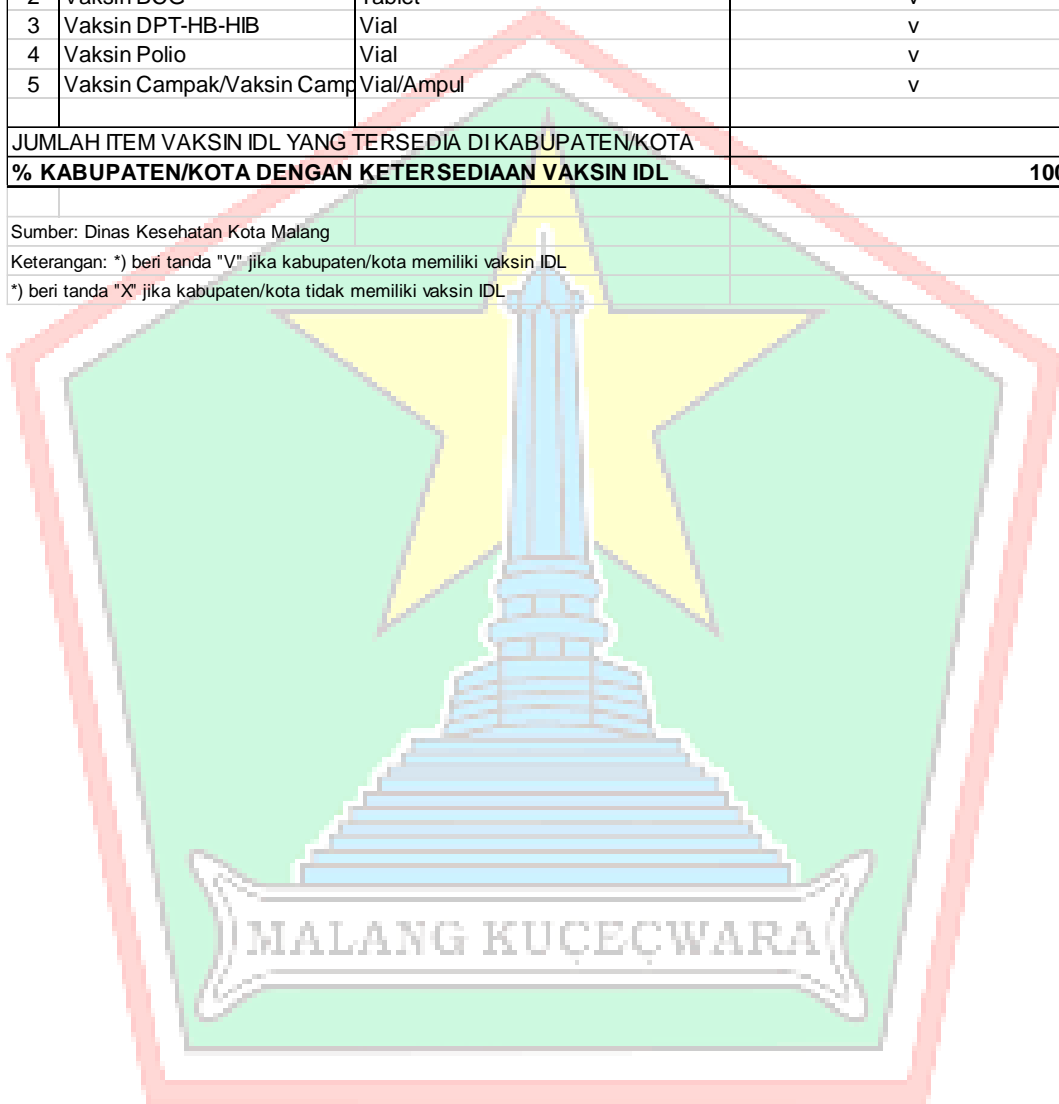 3 Vaksin DPT-HB-HIB Vial v
4 Vaksin Polio Vial v
5 Vaksin Campak/Vaksin Camp Vial/Ampul v
JUMLAH ITEM VAKSIN IDL YANG TERSEDIA DI KABUPATEN/KOTA
% KABUPATEN/KOTA DENGAN KETERSEDIAAN VAKSIN IDL 100
Sumber: Dinas Kesehatan Kota Malang
Keterangan: *) beri tanda "V" jika kabupaten/kota memiliki vaksin IDL
*) beri tanda "X" jika kabupaten/kota tidak memiliki vaksin IDL
MALANG KUÇEÇWARA